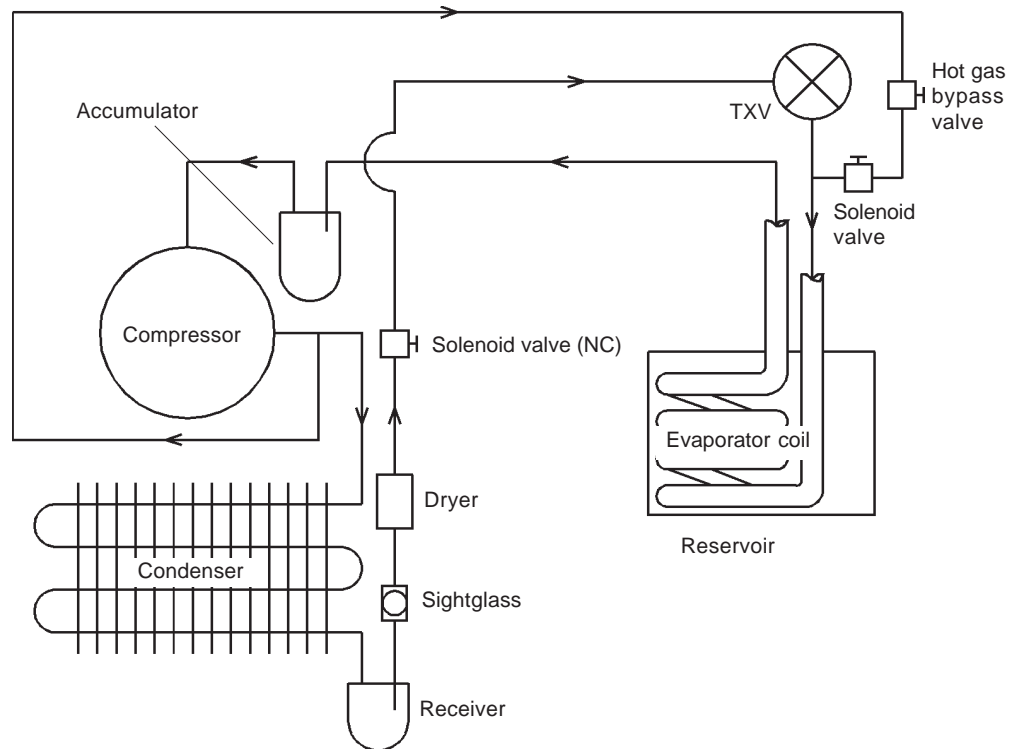 Hot gas
bypass
valve
TXV
Accumulator
Solenoid
valve
Compressor
Solenoid valve (NC)
Evaporator coil
Dryer
Reservoir
Condenser
Sightglass
Receiver